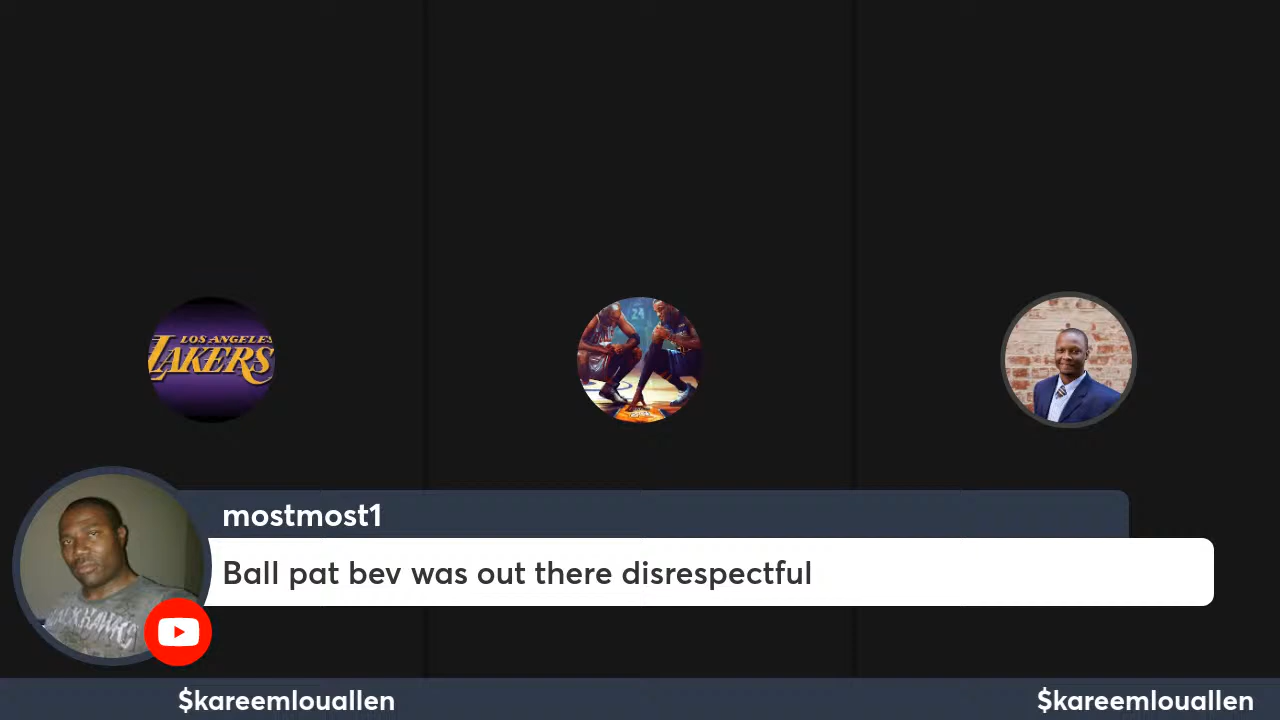 LOS ANGELES
LAKERS
24
mostmost1
Ball pat bev was out there disrespectful
$kareemlouallen $kareemlouallen